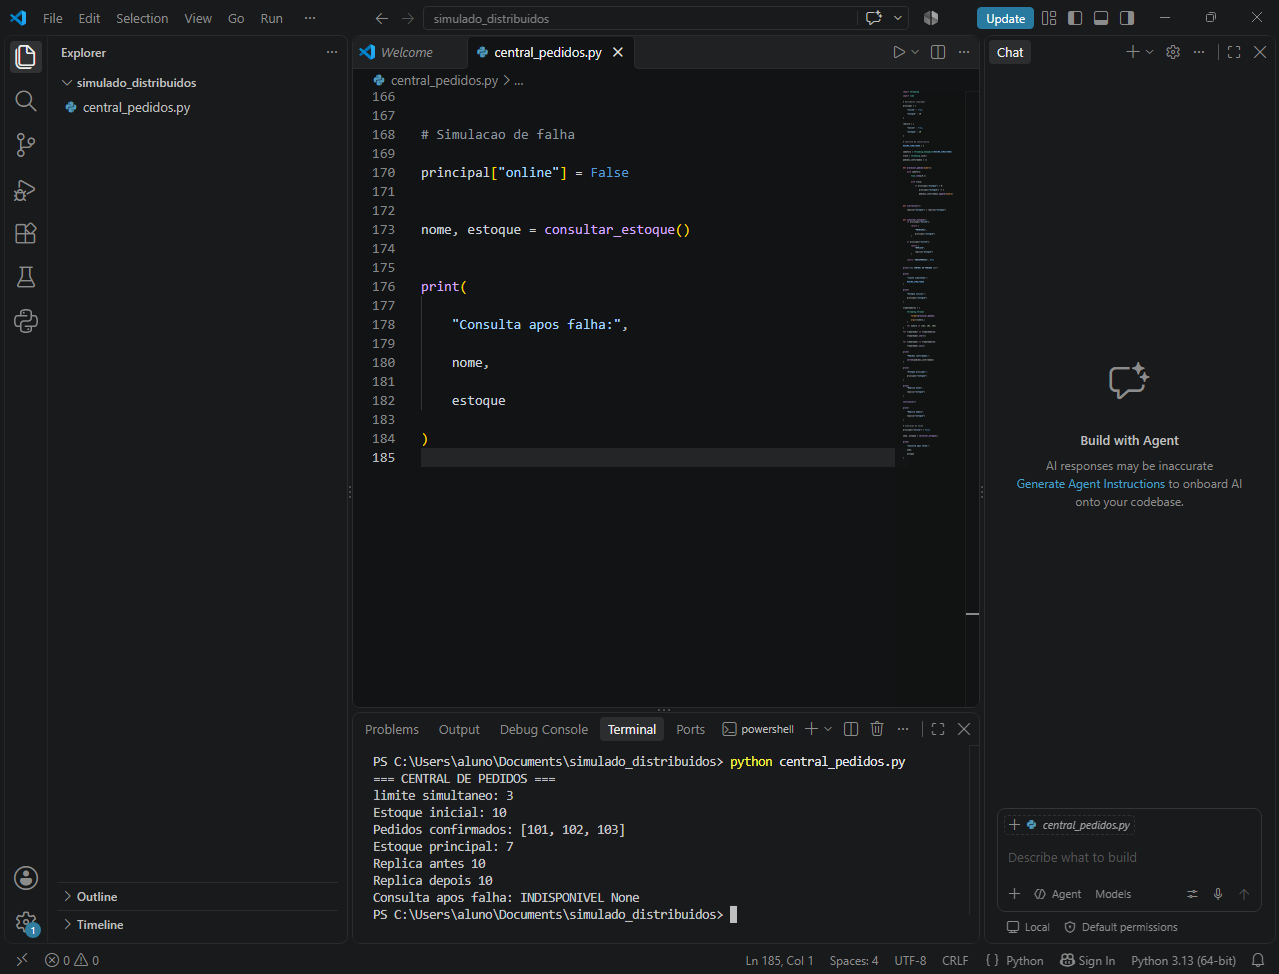 File Edit Selection View Go Run ··· simulado_distribuidos Update
Explorer ···
simulado_distribuidos
central_pedidos.py
Outline
Timeline
1
Welcome central_pedidos.py
central_pedidos.py > ...
166
167
168 # Simulacao de falha
169
170 principal["online"] = False
171
172
173 nome, estoque = consultar_estoque()
174
175
176 print(
177
178 "Consulta apos falha:",
179
180 nome,
181
182 estoque
183
184 )
185
Problems Output Debug Console Terminal Ports powershell
PS C:\Users\aluno\Documents\simulado_distribuidos> python central_pedidos.py
=== CENTRAL DE PEDIDOS ===
limite simultaneo: 3
Estoque inicial: 10
Pedidos confirmados: [101, 102, 103]
Estoque principal: 7
Replica antes 10
Replica depois 10
Consulta apos falha: INDISPONIVEL None
PS C:\Users\aluno\Documents\simulado_distribuidos>
Chat
Build with Agent
AI responses may be inaccurate
Generate Agent Instructions to onboard AI
onto your codebase.
central_pedidos.py
Describe what to build
Agent Models
Local Default permissions
0 0 Ln 185, Col 1 Spaces: 4 UTF-8 CRLF { } Python Sign In Python 3.13 (64-bit)